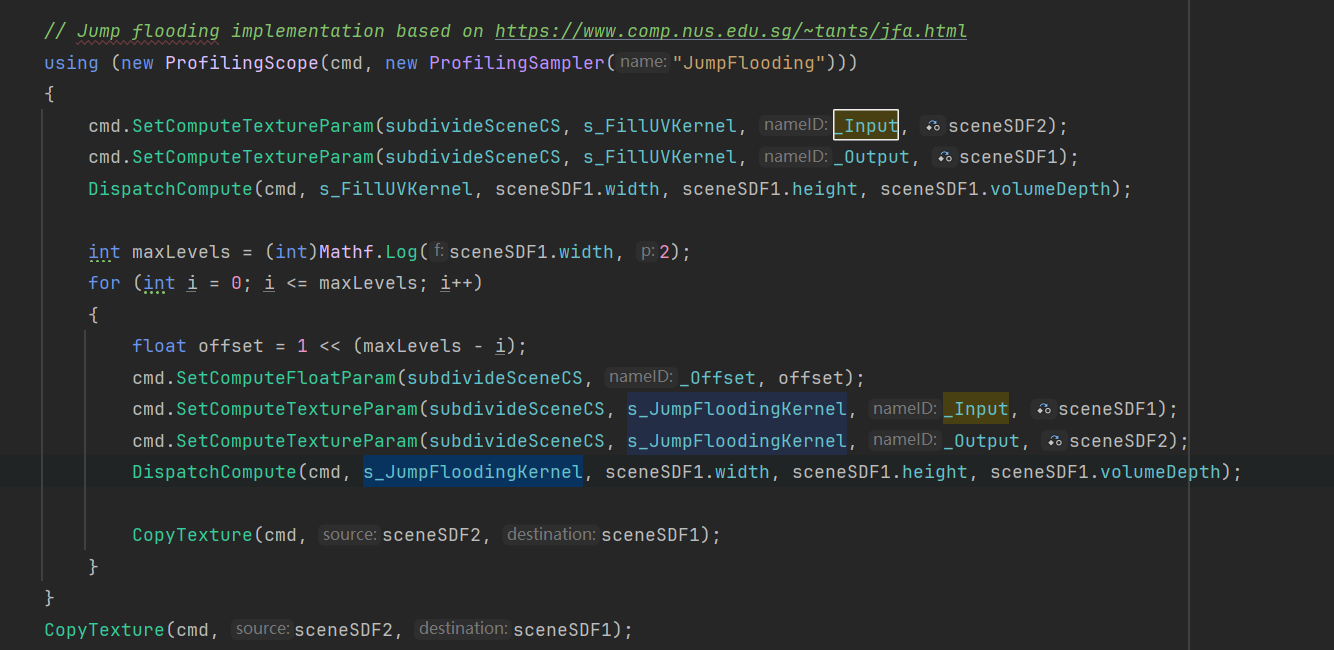 // Jump flooding implementation based on https://www.comp.nus.edu.sg/~tants/jfa.html
using (new ProfilingScope(cmd, new ProfilingSampler( name: "JumpFlooding")))
{
cmd.SetComputeTextureParam(subdivideSceneCS, s_FillUVKernel, nameID: _Input, sceneSDF2);
cmd.SetComputeTextureParam(subdivideSceneCS, s_FillUVKernel, nameID: _Output, sceneSDF1);
DispatchCompute(cmd, s_FillUVKernel, sceneSDF1.width, sceneSDF1.height, sceneSDF1.volumeDepth);
int maxLevels = (int)Mathf.Log( f: sceneSDF1.width, p: 2);
for (int i = 0; i <= maxLevels; i++)
{
float offset = 1 << (maxLevels - i);
cmd.SetComputeFloatParam(subdivideSceneCS, nameID: _Offset, offset);
cmd.SetComputeTextureParam(subdivideSceneCS, s_JumpFloodingKernel, nameID: _Input, sceneSDF1);
cmd.SetComputeTextureParam(subdivideSceneCS, s_JumpFloodingKernel, nameID: _Output, sceneSDF2);
DispatchCompute(cmd, s_JumpFloodingKernel, sceneSDF1.width, sceneSDF1.height, sceneSDF1.volumeDepth);
CopyTexture(cmd, source: sceneSDF2, destination: sceneSDF1);
}
}
CopyTexture(cmd, source: sceneSDF2, destination: sceneSDF1);